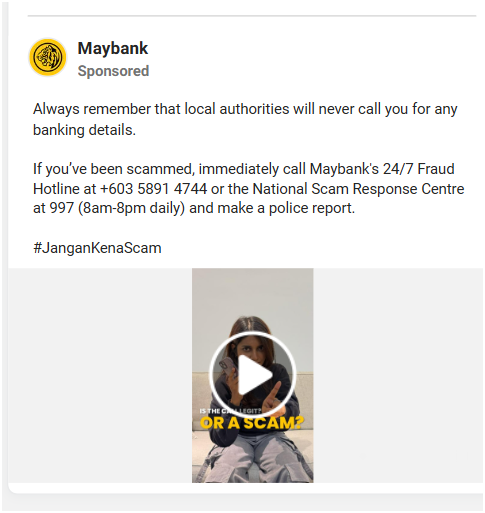 Maybank
Sponsored
Always remember that local authorities will never call you for any
banking details.
If you’ve been scammed, immediately call Maybank's 24/7 Fraud
Hotline at +603 5891 4744 or the National Scam Response Centre
at 997 (8am-8pm daily) and make a police report.
#JanganKenaScam
IS THE CALL LEGIT?
OR A SCAM?